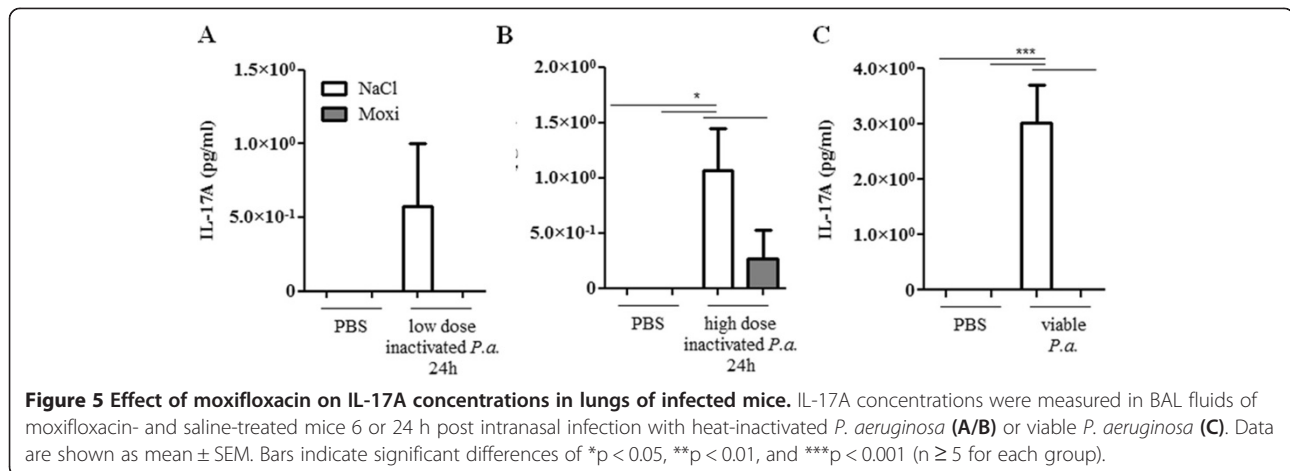 A
B
C
1.5×10⁰
1.0×10⁰
5.0×10⁻¹
0
IL-17A (pg/ml)
NaCl
Moxi
PBS
low dose
inactivated P.a.
24h
2.0×10⁰
1.5×10⁰
1.0×10⁰
5.0×10⁻¹
0
*
PBS
high dose
inactivated P.a.
24h
4.0×10⁰
3.0×10⁰
2.0×10⁰
1.0×10⁰
0
IL-17A (pg/ml)
***
PBS
viable
P.a.
Figure 5 Effect of moxifloxacin on IL-17A concentrations in lungs of infected mice. IL-17A concentrations were measured in BAL fluids of
moxifloxacin- and saline-treated mice 6 or 24 h post intranasal infection with heat-inactivated P. aeruginosa (A/B) or viable P. aeruginosa (C). Data
are shown as mean ± SEM. Bars indicate significant differences of *p < 0.05, **p < 0.01, and ***p < 0.001 (n ≥ 5 for each group).